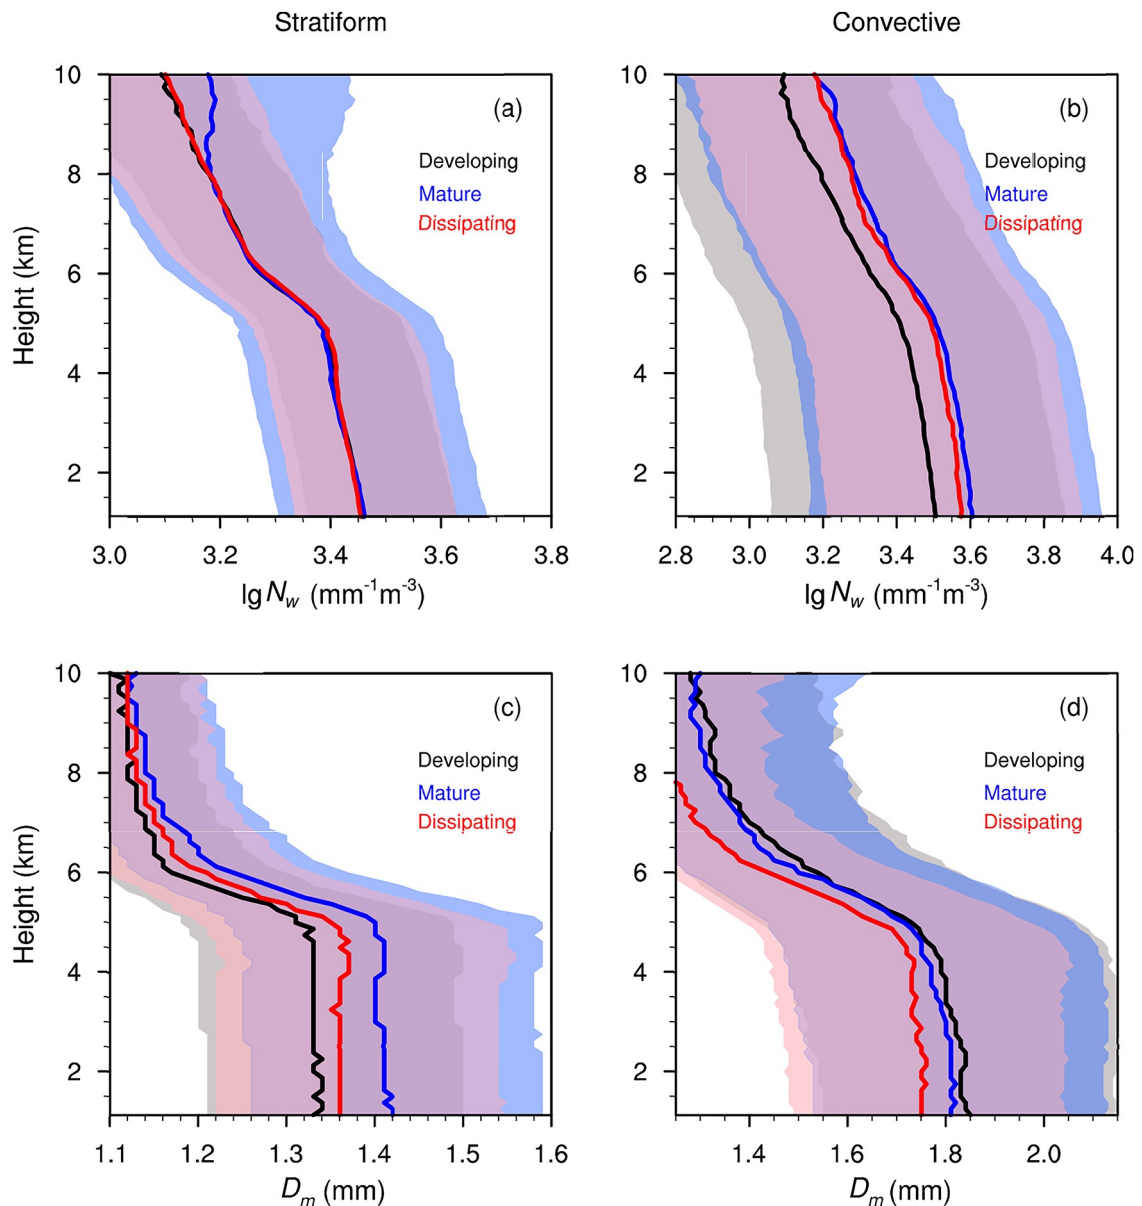 Stratiform
Convective
10
8
6
4
2
Height (km)
(a)
Developing
Mature
Dissipating
3.0 3.2 3.4 3.6 3.8
lg Nw (mm-1m-3)
10
8
6
4
2
(b)
Developing
Mature
Dissipating
2.8 3.0 3.2 3.4 3.6 3.8 4.0
lg Nw (mm-1m-3)
10
8
6
4
2
Height (km)
(c)
Developing
Mature
Dissipating
1.1 1.2 1.3 1.4 1.5 1.6
Dm (mm)
10
8
6
4
2
(d)
Developing
Mature
Dissipating
1.4 1.6 1.8 2.0
Dm (mm)